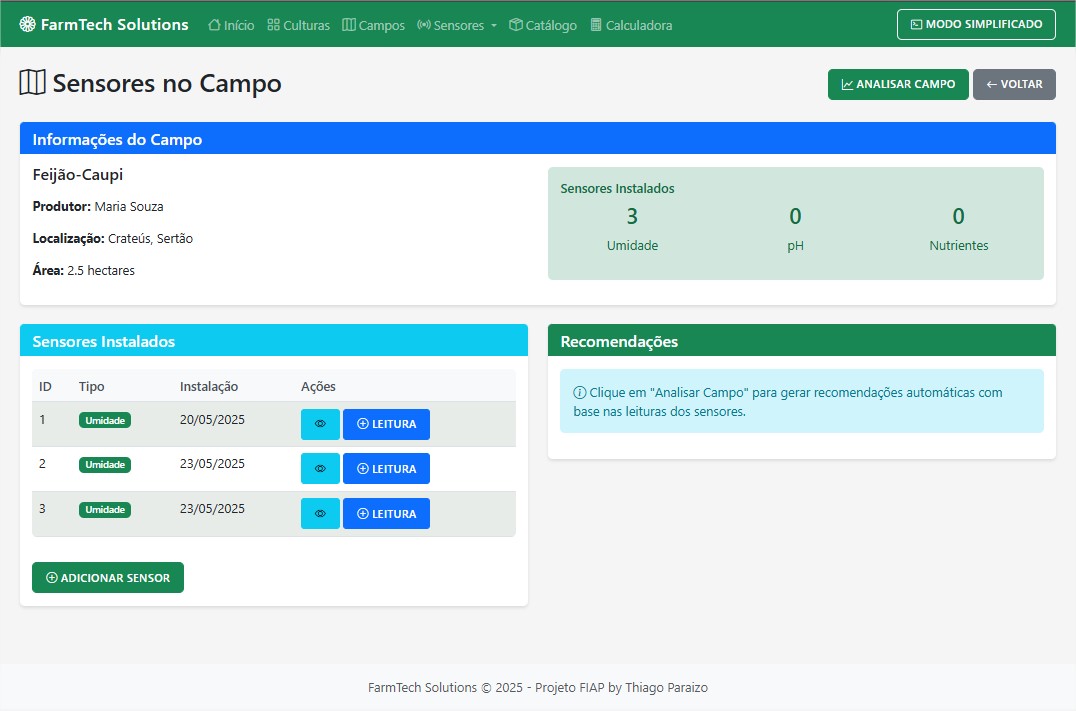 FarmTech Solutions Início Culturas Campos Sensores Catálogo Calculadora MODO SIMPLIFICADO
Sensores no Campo ANALISAR CAMPO VOLTAR
Informações do Campo
Feijão-Caupi
Produtor: Maria Souza
Localização: Crateús, Sertão
Área: 2.5 hectares
Sensores Instalados
3 0 0
Umidade pH Nutrientes
Sensores Instalados
ID Tipo Instalação Ações
1 Umidade 20/05/2025 LEITURA
2 Umidade 23/05/2025 LEITURA
3 Umidade 23/05/2025 LEITURA
ADICIONAR SENSOR
Recomendações
Clique em "Analisar Campo" para gerar recomendações automáticas com
base nas leituras dos sensores.
FarmTech Solutions © 2025 - Projeto FIAP by Thiago Paraizo